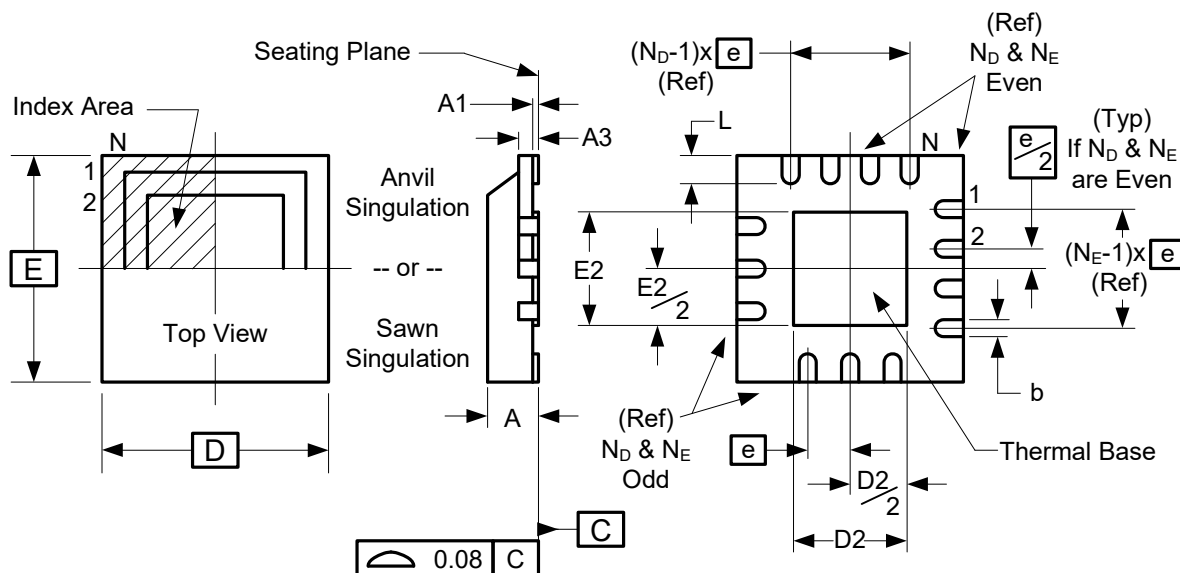 Seating Plane
Index Area
A1
A3
N
1
2
E
Top View
D
Anvil
Singulation
-- or --
Sawn
Singulation
A
C
0.08 C
(N_D-1)x e
(Ref)
(Ref)
N_D & N_E
Even
L
N
e/2
(Typ)
If N_D & N_E
are Even
1
2
(N_E-1)x e
(Ref)
E2
E2/2
b
(Ref)
N_D & N_E
Odd
e
Thermal Base
D2/2
D2